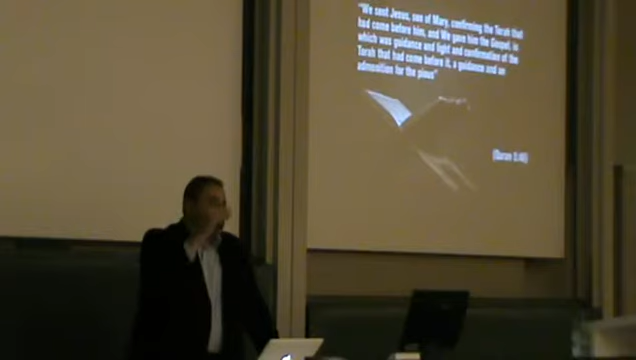 "We sent Jesus, son of Mary, confirming the Torah that
had come before him, and We gave him the Gospel, in
which was guidance and light and confirmation of the
Torah that had come before it, a guidance and an
admonition for the pious"
(Quran 5:46)